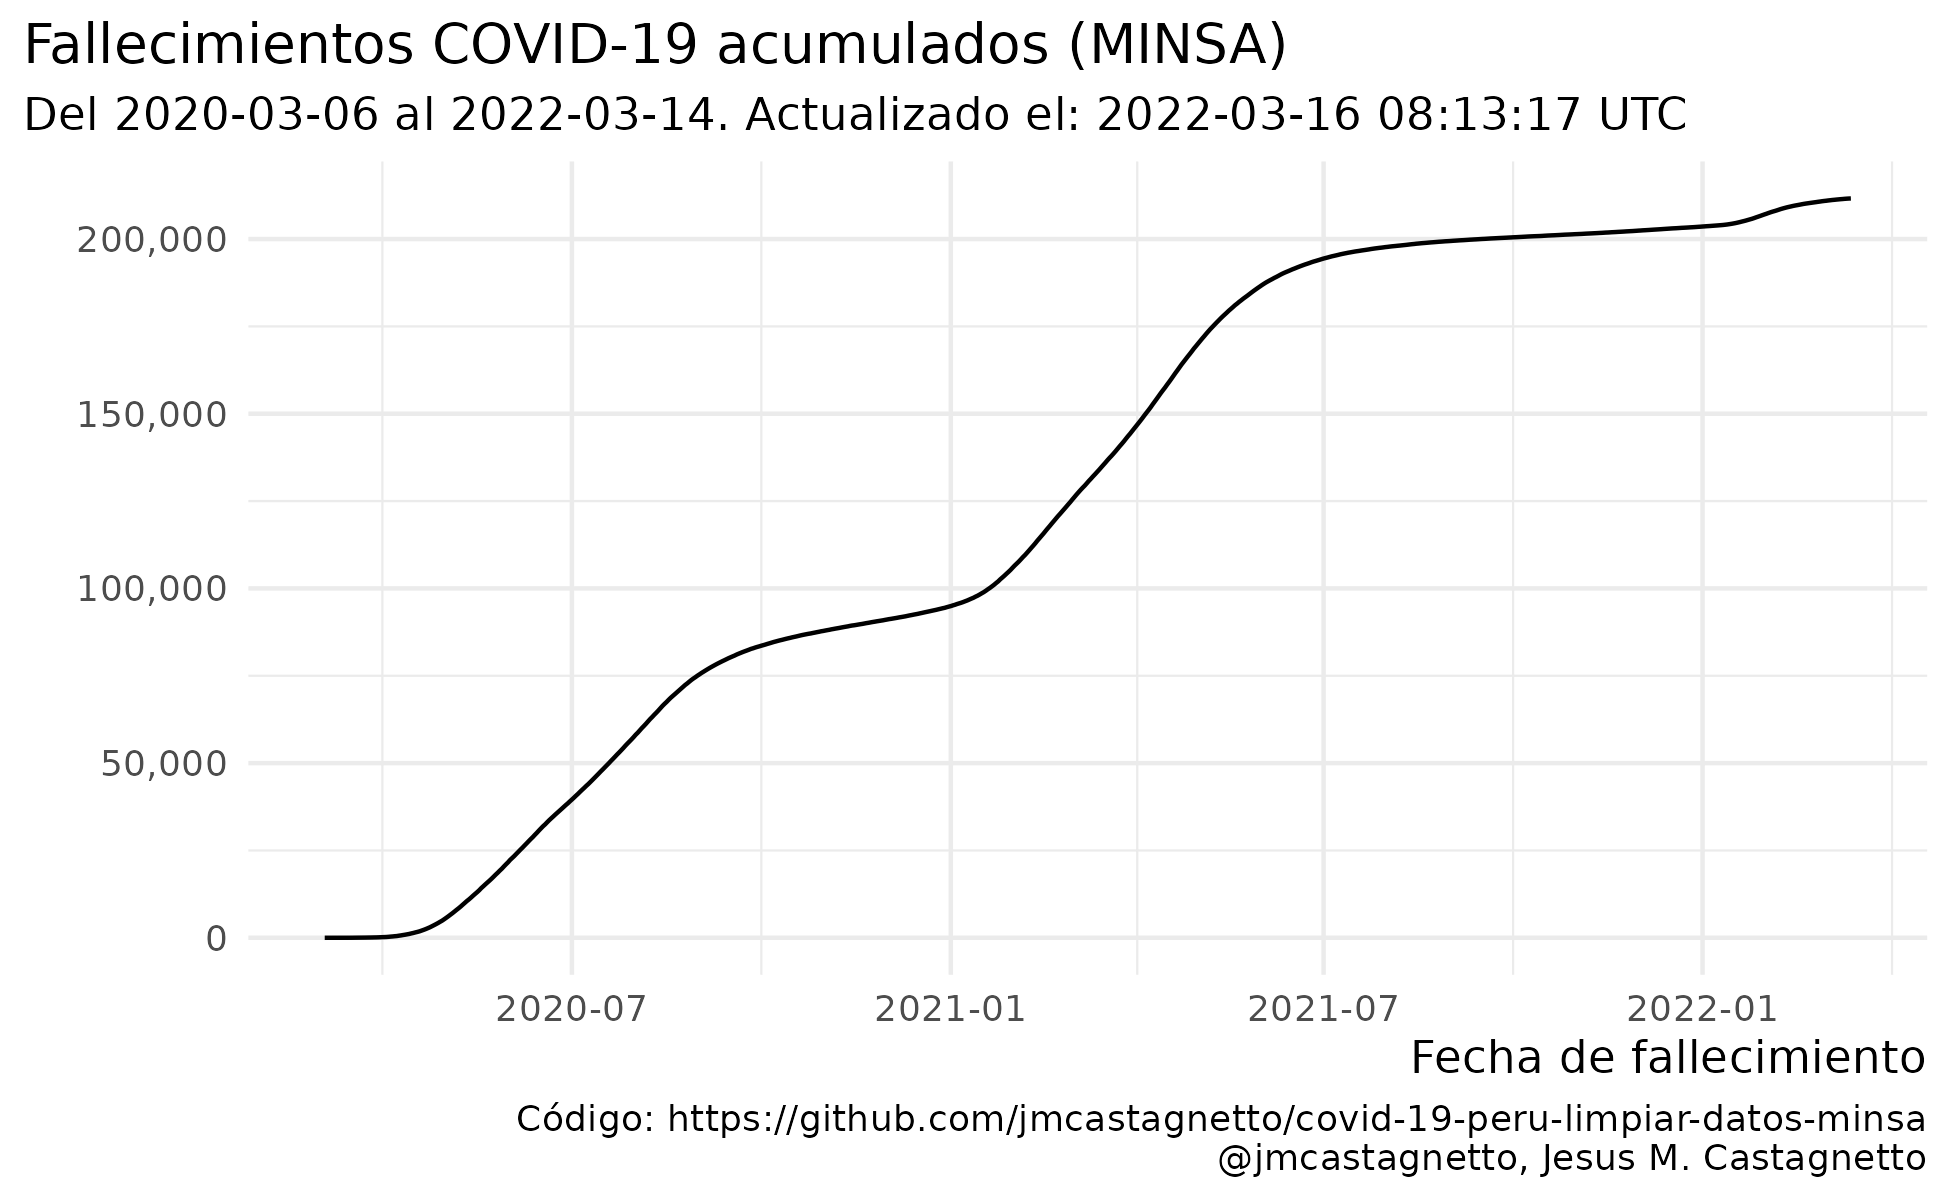 Fallecimientos COVID-19 acumulados (MINSA)
Del 2020-03-06 al 2022-03-14. Actualizado el: 2022-03-16 08:13:17 UTC
200,000
150,000
100,000
50,000
0
2020-07 2021-01 2021-07 2022-01
Fecha de fallecimiento
Código: https://github.com/jmcastagnetto/covid-19-peru-limpiar-datos-minsa
@jmcastagnetto, Jesus M. Castagnetto